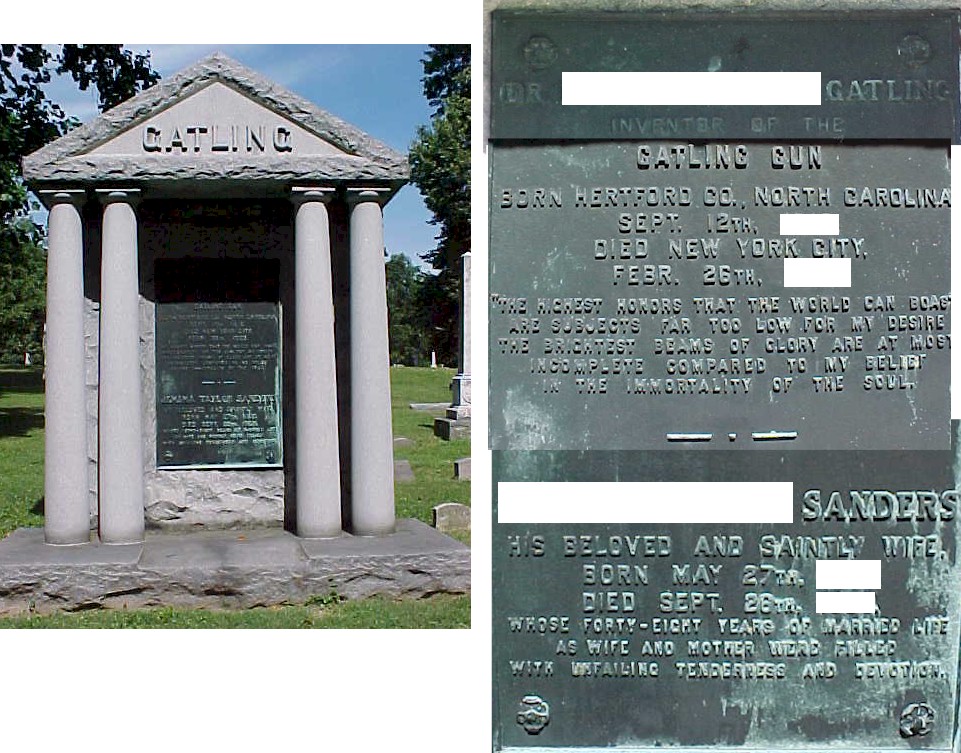 GATLING
DR. GATLING
INVENTOR OF THE
GATLING GUN
BORN HERTFORD CO., NORTH CAROLINA
SEPT. 12TH,
DIED NEW YORK CITY,
FEBR. 26TH,
"THE HIGHEST HONORS THAT THE WORLD CAN BOAST
ARE SUBJECTS FAR TOO LOW FOR MY DESIRE
THE BRIGHTEST BEAMS OF GLORY ARE AT MOST
INCOMPLETE COMPARED TO MY BELIEF
IN THE IMMORTALITY OF THE SOUL.
SANDERS
HIS BELOVED AND SAINTLY WIFE,
BORN MAY 27TH,
DIED SEPT. 26TH,
WHOSE FORTY-EIGHT YEARS OF MARRIED LIFE
AS WIFE AND MOTHER WERE FILLED
WITH UNFAILING TENDERNESS AND DEVOTION.